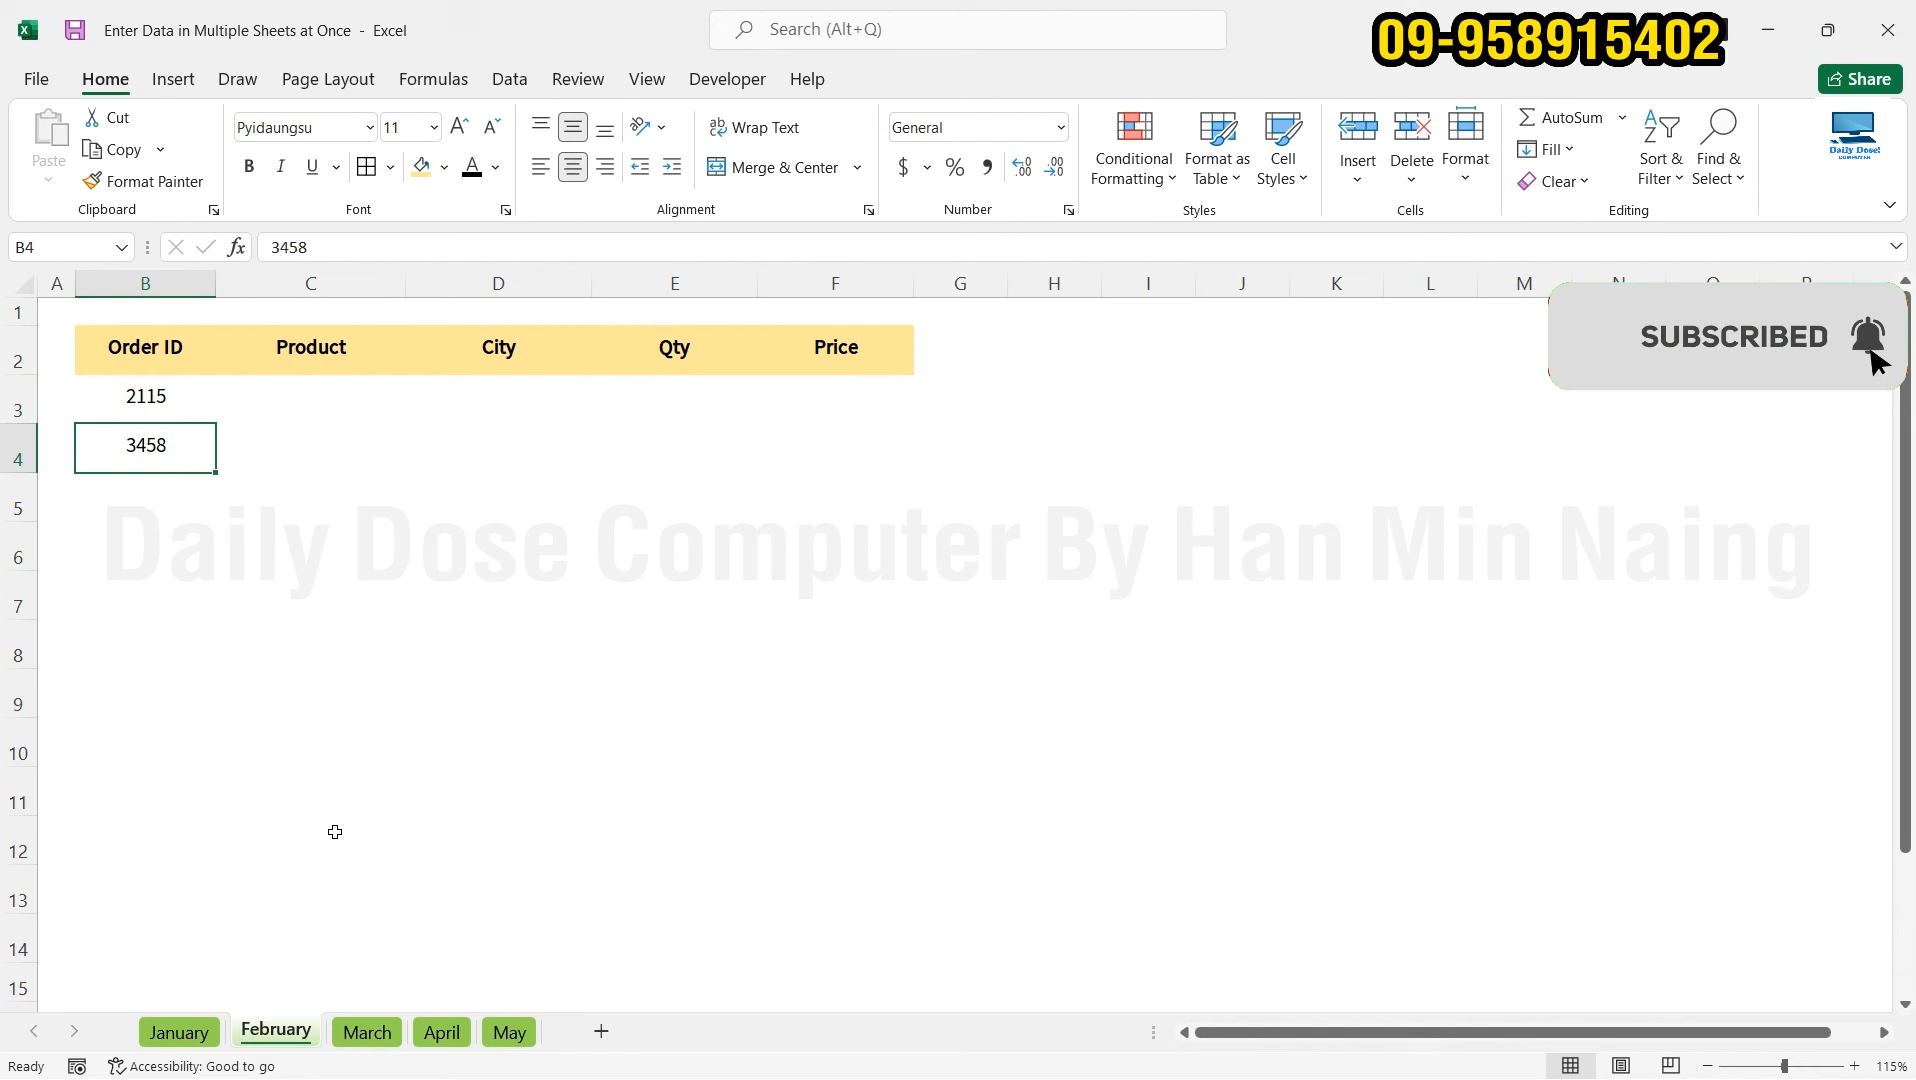 Enter Data in Multiple Sheets at Once - Excel
Search (Alt+Q)
09-958915402
File Home Insert Draw Page Layout Formulas Data Review View Developer Help
Share
Paste
Cut
Copy
Format Painter
Clipboard
Pyidaungsu 11
B I U
Font
Wrap Text
Merge & Center
Alignment
General
$ % 9
Number
Conditional Formatting
Format as Table
Cell Styles
Styles
Insert Delete Format
Cells
AutoSum
Fill
Clear
Sort & Filter
Find & Select
Editing
Daily Dose!
COMPUTER
B4 fx 3458
A B C D E F G H I J K L M
1
2 Order ID Product City Qty Price
3 2115
4 3458
5
6
7
8
9
10
11
12
13
14
15
SUBSCRIBED
Daily Dose Computer By Han Min Naing
January February March April May
Ready Accessibility: Good to go
115%